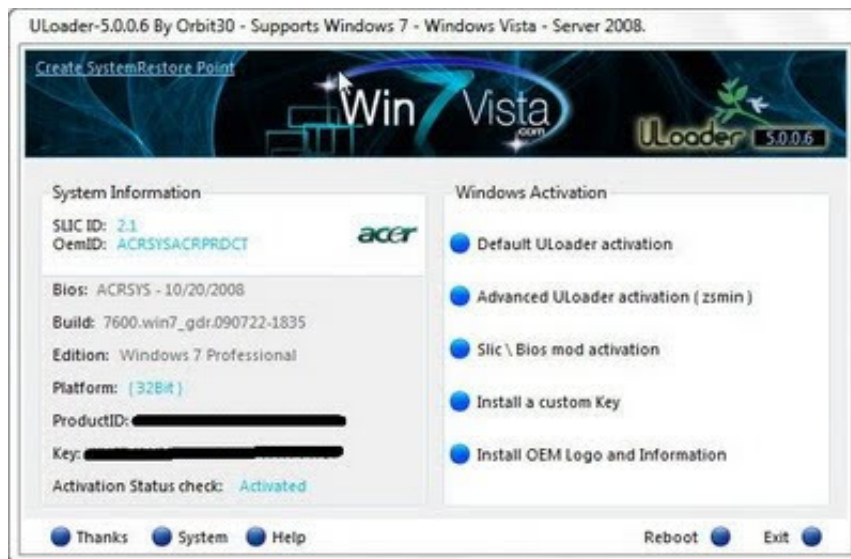 ULoader-5.0.0.6 By Orbit30 - Supports Windows 7 - Windows Vista - Server 2008.
Create SystemRestore Point
Win 7 Vista
.com
ULoader 5.0.0.6
System Information
SLIC ID: 2.1
OemID: ACRSYSACRPRDCT
acer
Bios: ACRSYS - 10/20/2008
Build: 7600.win7_gdr.090722-1835
Edition: Windows 7 Professional
Platform: (32Bit)
ProductID:
Key:
Activation Status check: Activated
Windows Activation
Default ULoader activation
Advanced ULoader activation ( zsmin )
Slic \ Bios mod activation
Install a custom Key
Install OEM Logo and Information
Thanks System Help Reboot Exit